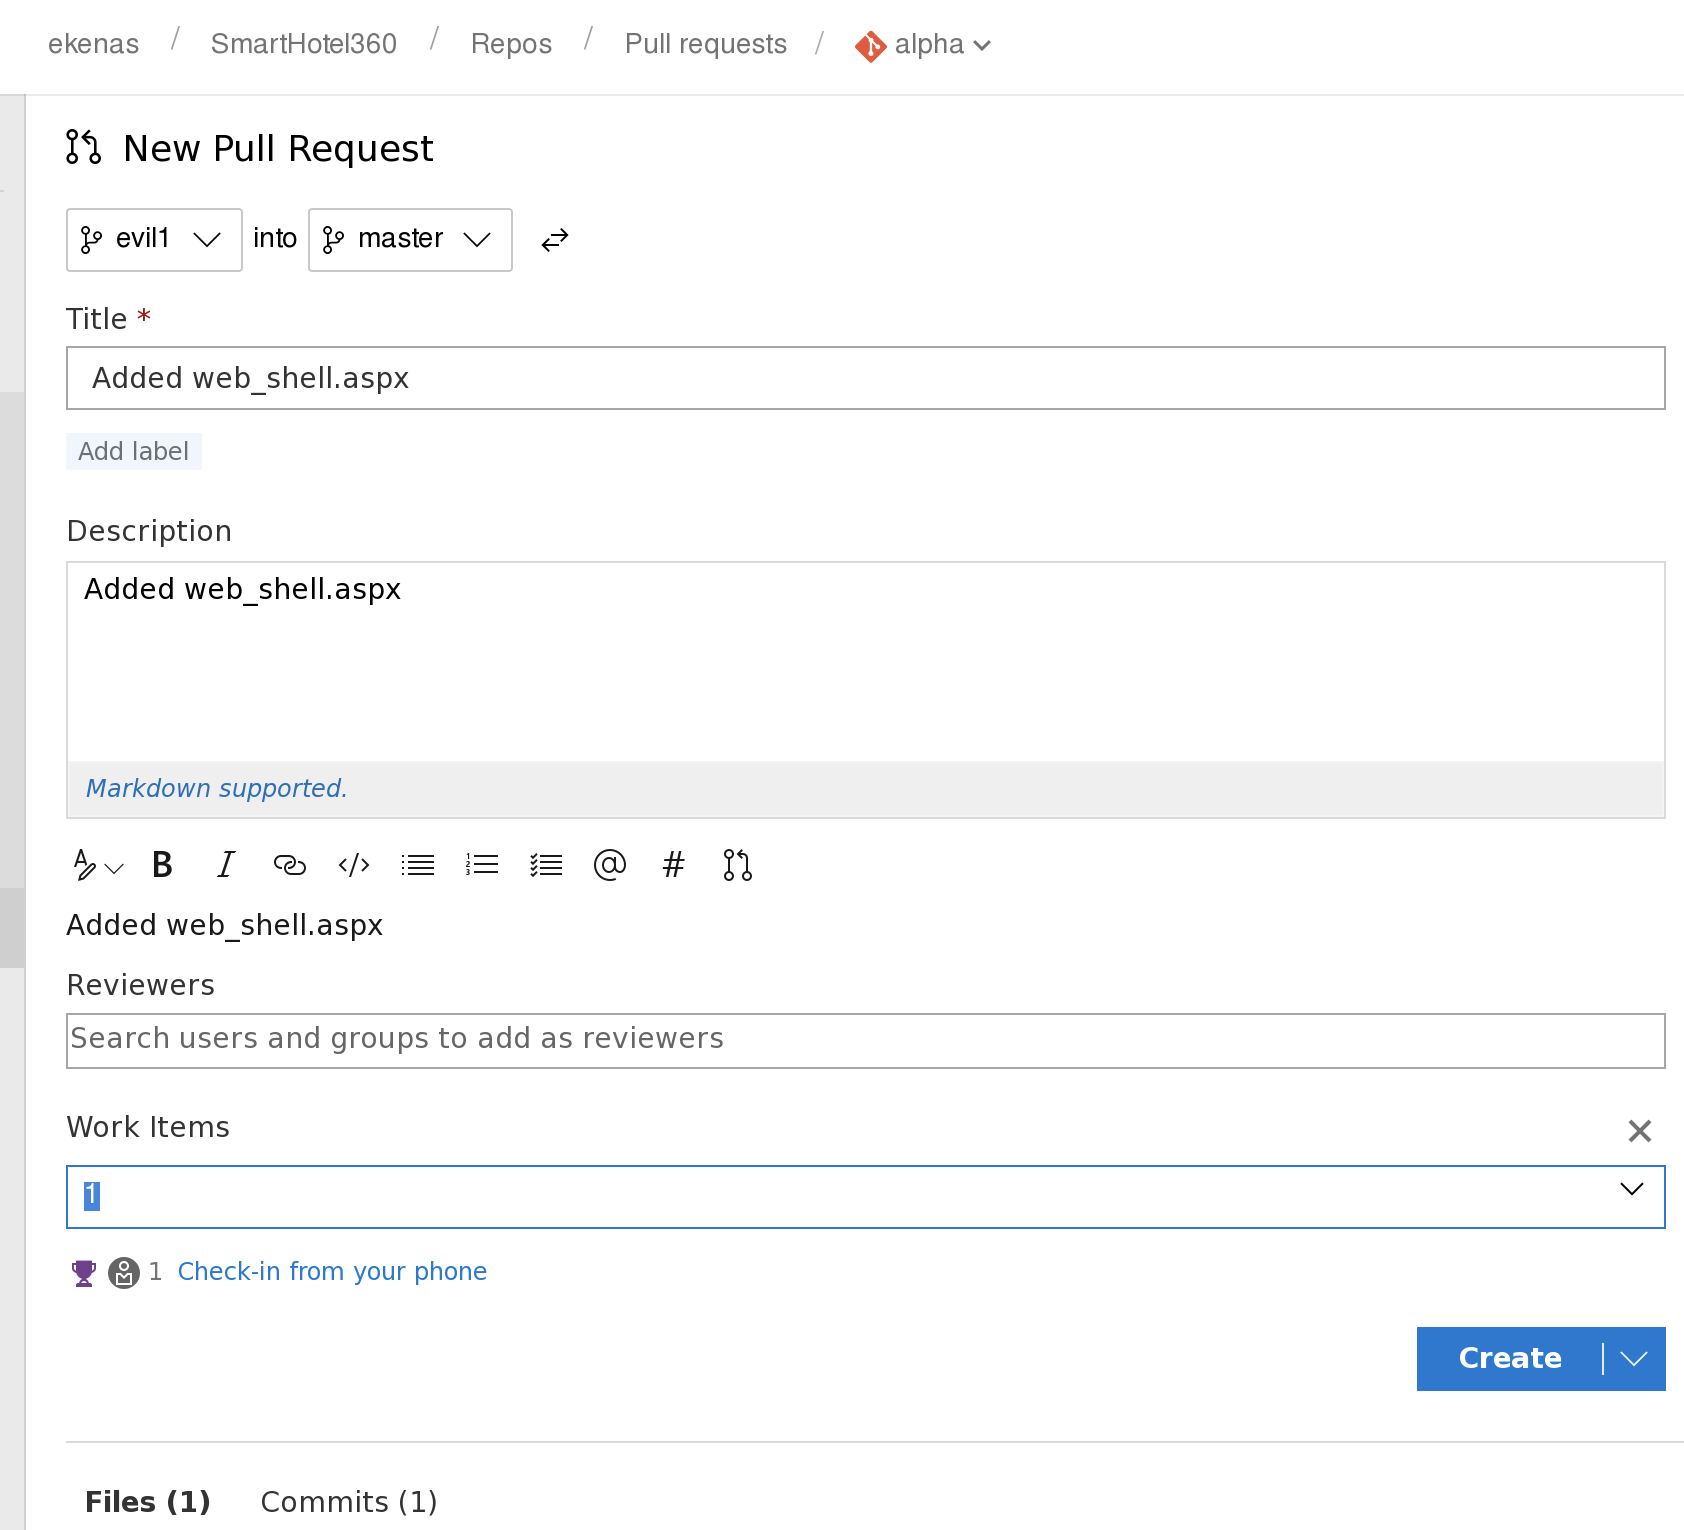 ekenas / SmartHotel360 / Repos / Pull requests / alpha
New Pull Request
evil1 into master
Title *
Added web_shell.aspx
Add label
Description
Added web_shell.aspx
Markdown supported.
B I </> @ #
Added web_shell.aspx
Reviewers
Search users and groups to add as reviewers
Work Items
1
1 Check-in from your phone
Create
Files (1) Commits (1)